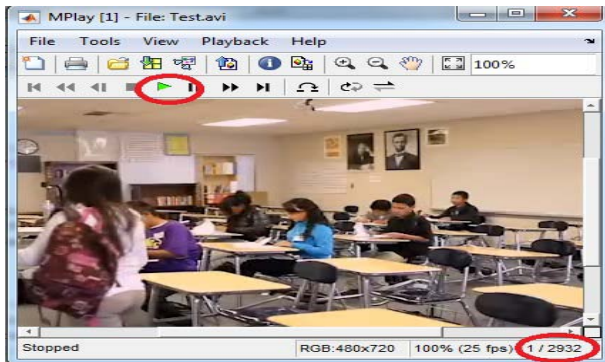 MPlay [1] - File: Test.avi
File Tools View Playback Help
100%
Stopped RGB:480x720 100% (25 fps) 1 / 2932